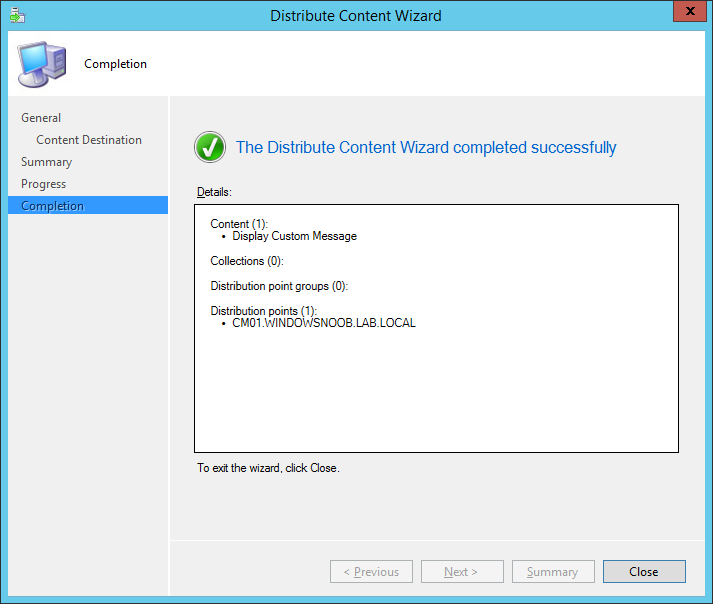 Distribute Content Wizard
x
Completion
General
Content Destination
Summary
Progress
Completion
The Distribute Content Wizard completed successfully
Details:
Content (1):
• Display Custom Message
Collections (0):
Distribution point groups (0):
Distribution points (1):
• CM01.WINDOWSNOOB.LAB.LOCAL
To exit the wizard, click Close.
< Previous
Next >
Summary
Close